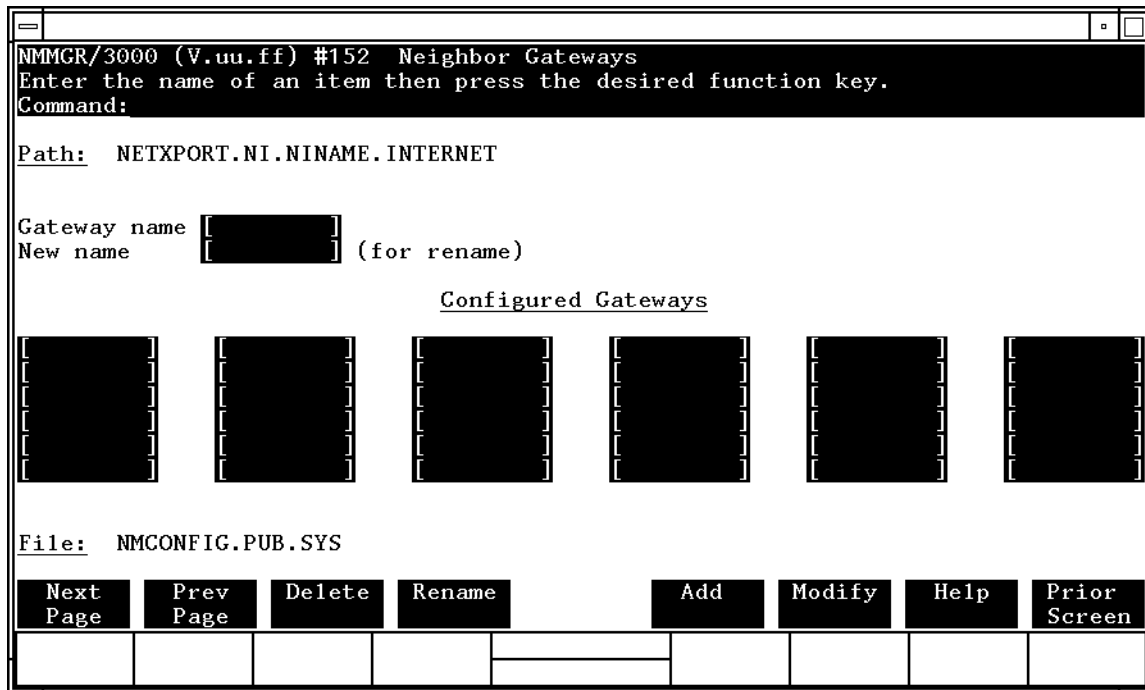 NMMGR/3000 (V.uu.ff) #152  Neighbor Gateways
Enter the name of an item then press the desired function key.
Command:
Path:  NETXPORT.NI.NINAME.INTERNET
Gateway name [          ]
New name     [          ] (for rename)
Configured Gateways
[          ]    [          ]    [          ]    [          ]    [          ]    [          ]
[          ]    [          ]    [          ]    [          ]    [          ]    [          ]
[          ]    [          ]    [          ]    [          ]    [          ]    [          ]
[          ]    [          ]    [          ]    [          ]    [          ]    [          ]
[          ]    [          ]    [          ]    [          ]    [          ]    [          ]
[          ]    [          ]    [          ]    [          ]    [          ]    [          ]
File:  NMCONFIG.PUB.SYS
Next Prev Delete Rename Add Modify Help Prior
Page Page Screen